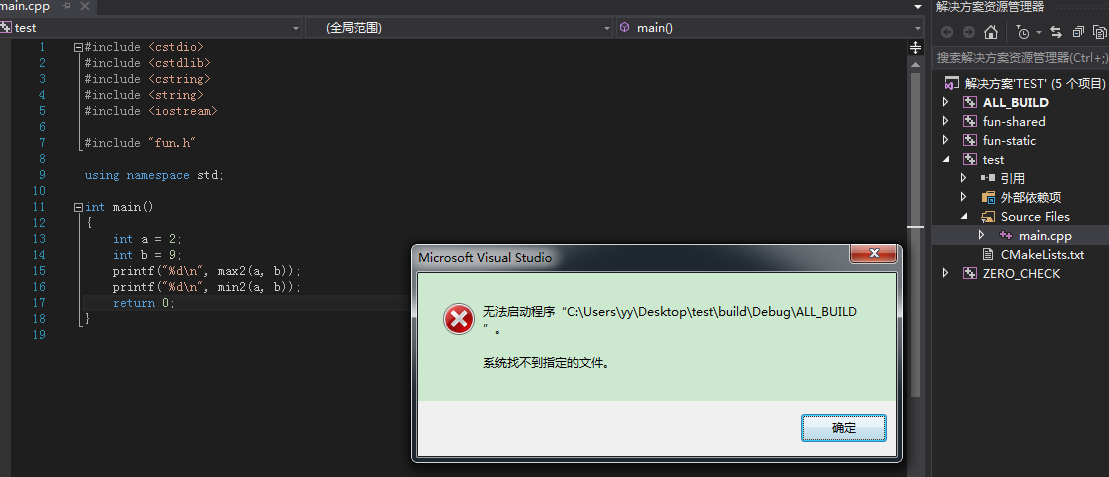 main.cpp
test
(全局范围)
main()
1 #include <cstdio>
2 #include <cstdlib>
3 #include <cstring>
4 #include <string>
5 #include <iostream>
6
7 #include "fun.h"
8
9 using namespace std;
10
11 int main()
12 {
13 int a = 2;
14 int b = 9;
15 printf("%d\n", max2(a, b));
16 printf("%d\n", min2(a, b));
17 return 0;
18 }
19
Microsoft Visual Studio
无法启动程序“C:\Users\yy\Desktop\test\build\Debug\ALL_BUILD
”。
系统找不到指定的文件。
确定
解决方案资源管理器
搜索解决方案资源管理器(Ctrl+;)
解决方案'TEST' (5 个项目)
ALL_BUILD
fun-shared
fun-static
test
引用
外部依赖项
Source Files
main.cpp
CMakeLists.txt
ZERO_CHECK